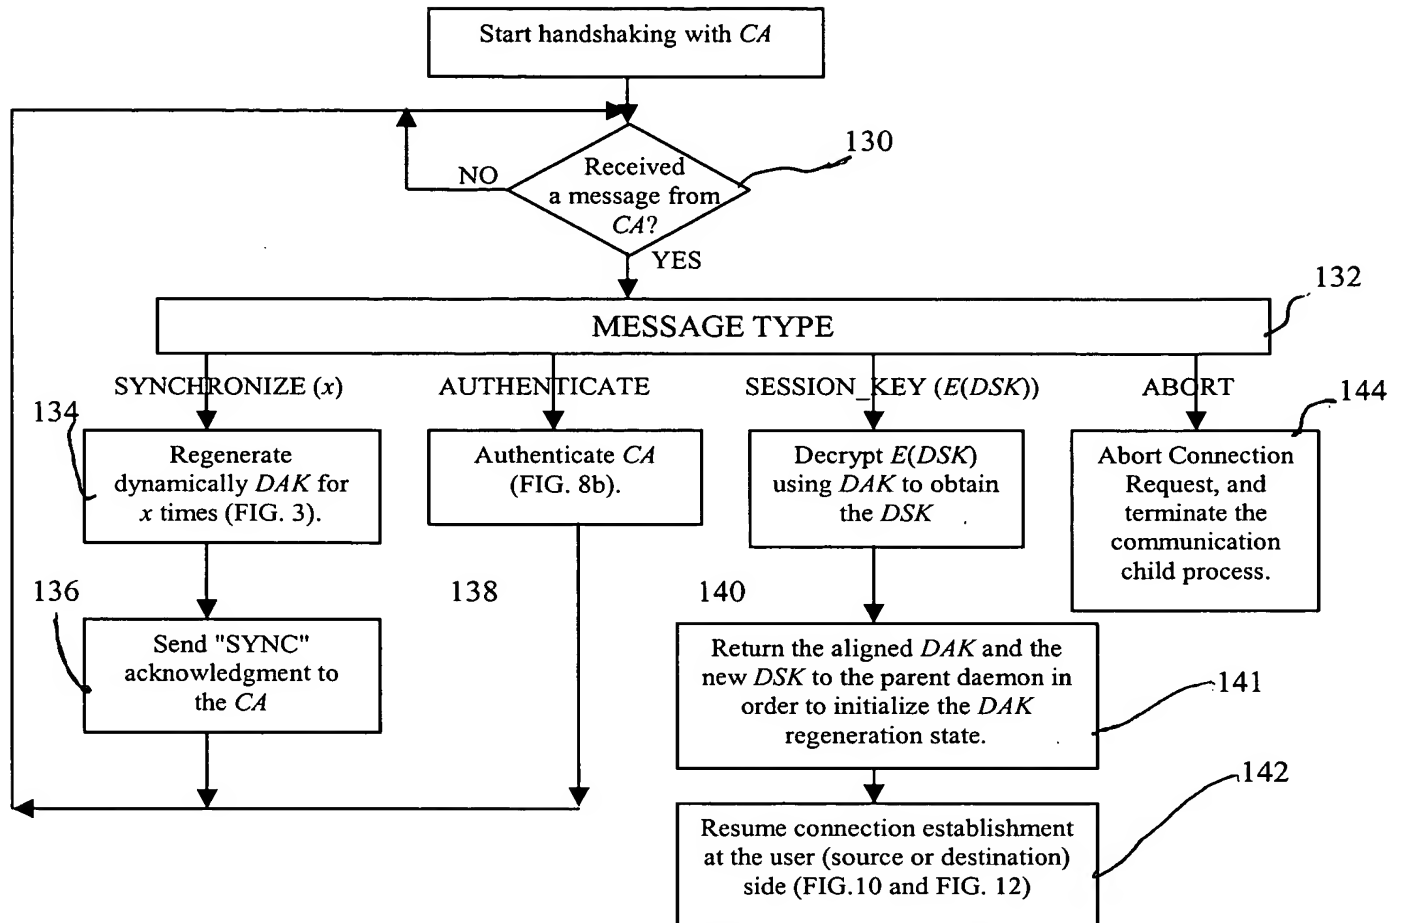 Start handshaking with CA
130
NO
Received
a message from
CA?
YES
132
MESSAGE TYPE
SYNCHRONIZE (x)
AUTHENTICATE
SESSION_KEY (E(DSK))
ABORT
134
144
Regenerate
dynamically DAK for
x times (FIG. 3).
Authenticate CA
(FIG. 8b).
Decrypt E(DSK)
using DAK to obtain
the DSK
Abort Connection
Request, and
terminate the
communication
child process.
136
138
140
Send "SYNC"
acknowledgment to
the CA
Return the aligned DAK and the
new DSK to the parent daemon in
order to initialize the DAK
regeneration state.
141
142
Resume connection establishment
at the user (source or destination)
side (FIG.10 and FIG. 12)